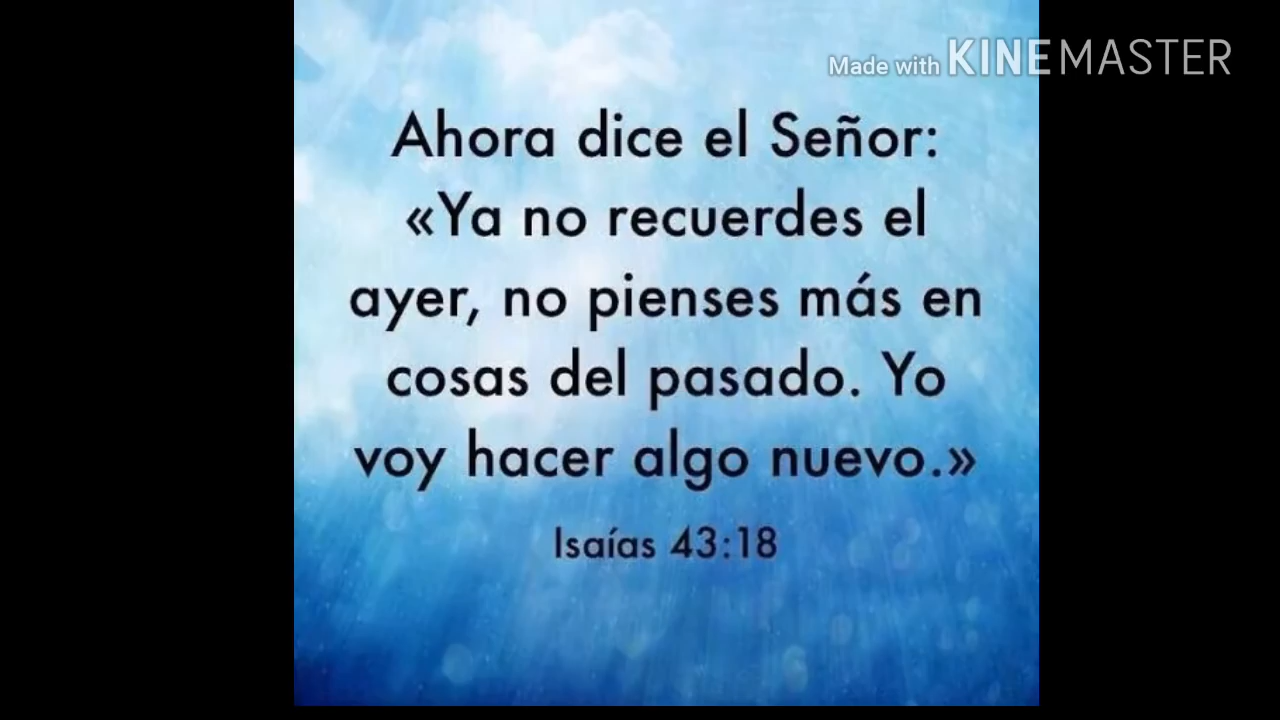 Made with KINEMASTER
Ahora dice el Señor:
«Ya no recuerdes el
ayer, no pienses más en
cosas del pasado. Yo
voy hacer algo nuevo.»
Isaías 43:18